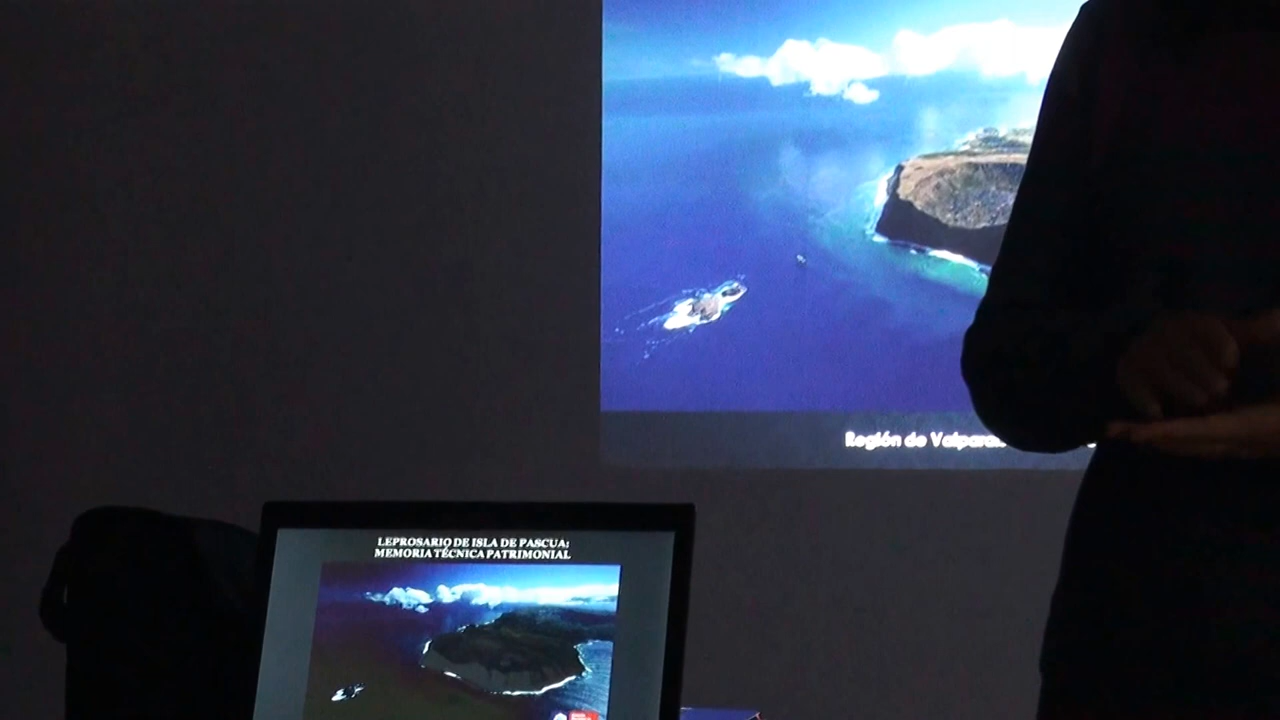 Región de
LEPROSARIO DE ISLA DE PASCUA:
MEMORIA TÉCNICA PATRIMONIAL